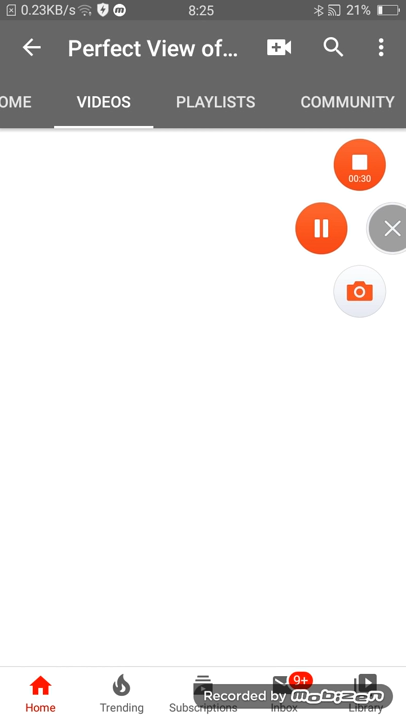 0.23KB/s 8:25 21%
Perfect View of...
OME VIDEOS PLAYLISTS COMMUNITY
00:30
9+
Recorded by mobizen
Home Trending Subscriptions Inbox Library